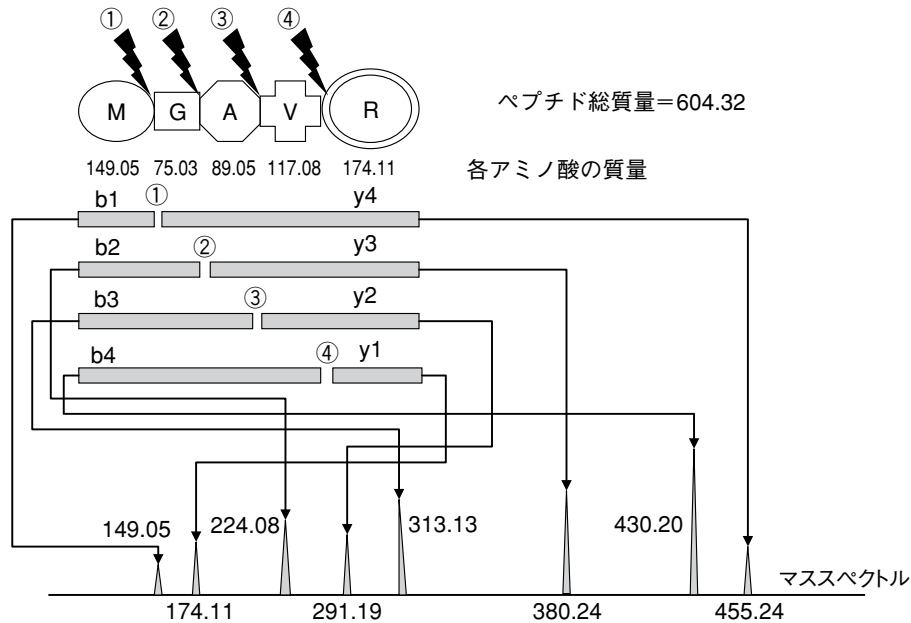 ① ② ③ ④
M G A V R
ペプチド総質量=604.32
149.05 75.03 89.05 117.08 174.11
各アミノ酸の質量
b1 ① y4
b2 ② y3
b3 ③ y2
b4 ④ y1
149.05 224.08 313.13 430.20
マススペクトル
174.11 291.19 380.24 455.24